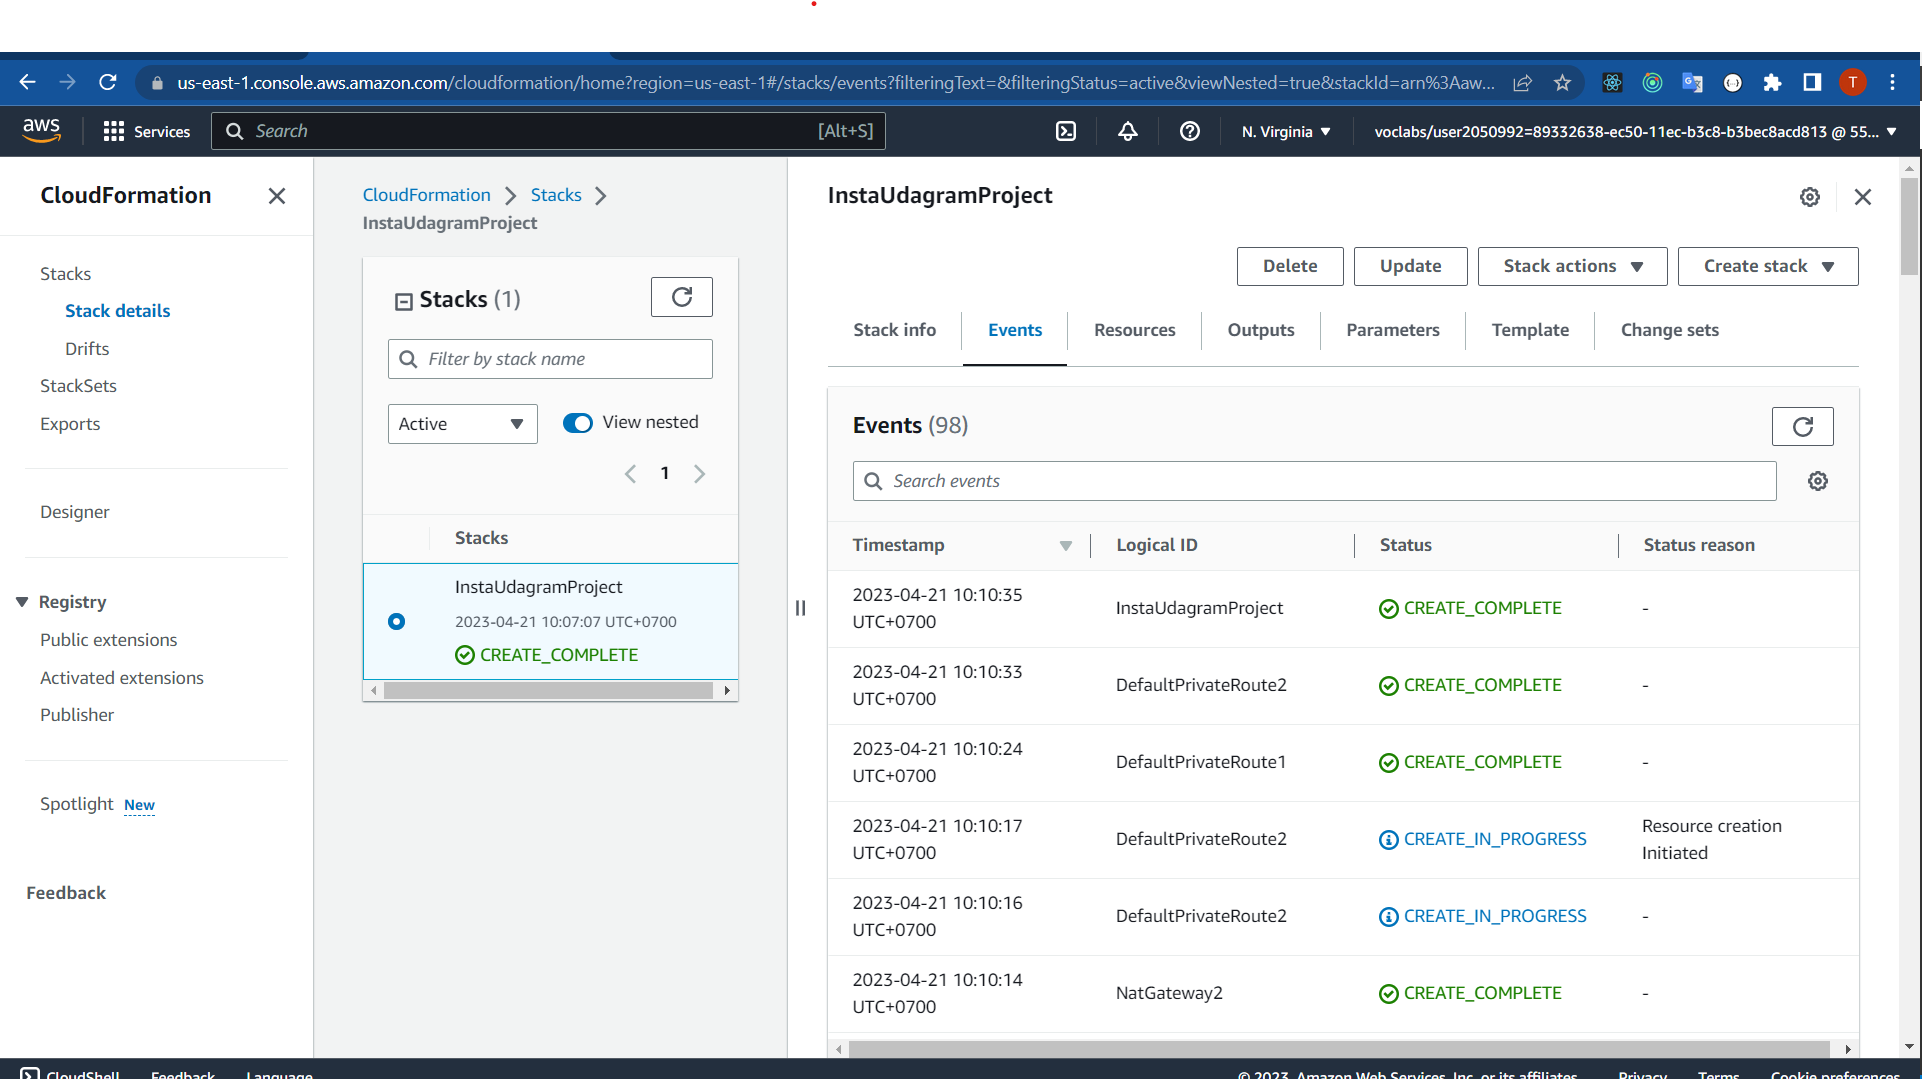 us-east-1.console.aws.amazon.com/cloudformation/home?region=us-east-1#/stacks/events?filteringText=&filteringStatus=active&viewNested=true&stackId=arn%3Aaw...
T
aws
Services
Search
[Alt+S]
N. Virginia
voclabs/user2050992=89332638-ec50-11ec-b3c8-b3bec8acd813 @ 55...
CloudFormation
Stacks
Stack details
Drifts
StackSets
Exports
Designer
Registry
Public extensions
Activated extensions
Publisher
Spotlight New
Feedback
CloudFormation
Stacks
InstaUdagramProject
Stacks (1)
Filter by stack name
Active
View nested
1
Stacks
InstaUdagramProject
2023-04-21 10:07:07 UTC+0700
CREATE_COMPLETE
InstaUdagramProject
Delete
Update
Stack actions
Create stack
Stack info
Events
Resources
Outputs
Parameters
Template
Change sets
Events (98)
Search events
Timestamp
Logical ID
Status
Status reason
2023-04-21 10:10:35
UTC+0700
InstaUdagramProject
CREATE_COMPLETE
-
2023-04-21 10:10:33
UTC+0700
DefaultPrivateRoute2
CREATE_COMPLETE
-
2023-04-21 10:10:24
UTC+0700
DefaultPrivateRoute1
CREATE_COMPLETE
-
2023-04-21 10:10:17
UTC+0700
DefaultPrivateRoute2
CREATE_IN_PROGRESS
Resource creation
Initiated
2023-04-21 10:10:16
UTC+0700
DefaultPrivateRoute2
CREATE_IN_PROGRESS
-
2023-04-21 10:10:14
UTC+0700
NatGateway2
CREATE_COMPLETE
-
CloudShell
Feedback
Language
© 2023, Amazon Web Services, Inc. or its affiliates.
Privacy
Terms
Cookie preferences